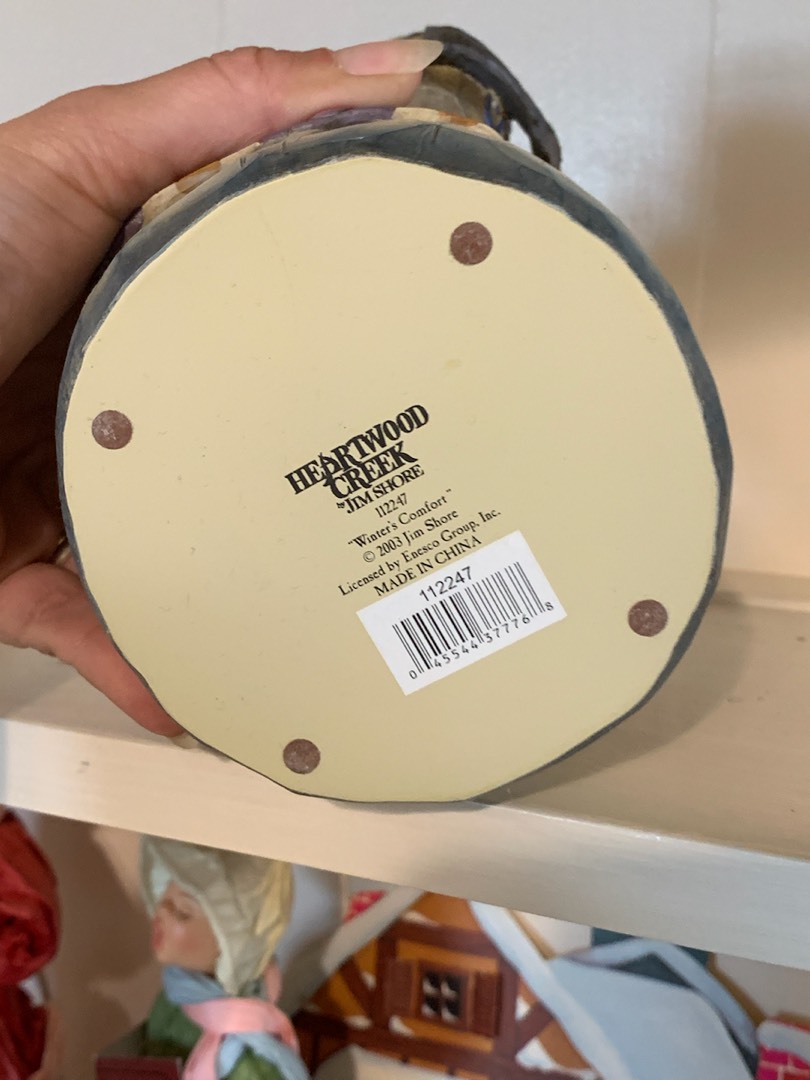 HEARTWOOD
CREEK
by JIM SHORE
112247
"Winter's Comfort"
© 2003 Jim Shore
Licensed by Enesco Group, Inc.
MADE IN CHINA
112247
0 45544 37776 8